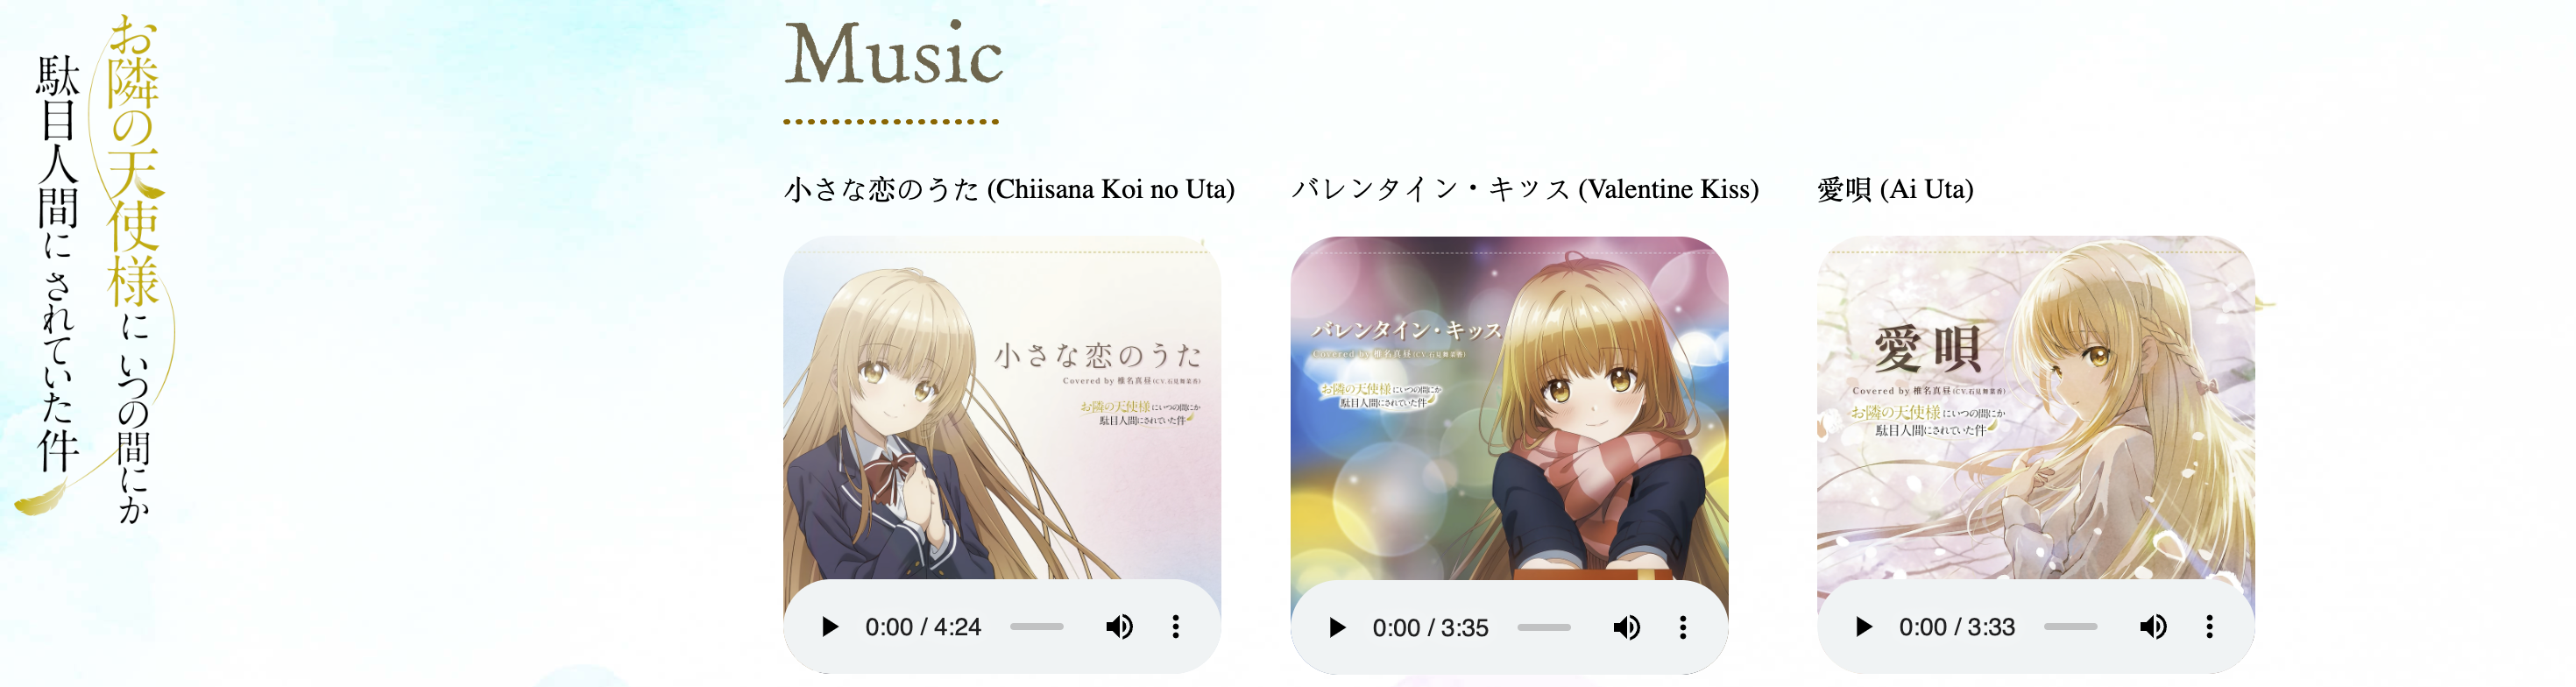 お隣の天使様に いつの間にか
駄目人間に されていた件
Music
小さな恋のうた (Chiisana Koi no Uta)
バレンタイン・キッス (Valentine Kiss)
愛唄 (Ai Uta)
小さな恋のうた
Covered by 椎名真昼(CV.石見舞菜香)
お隣の天使様にいつの間にか
駄目人間にされていた件
0:00 / 4:24
バレンタイン・キッス
Covered by 椎名真昼(CV.石見舞菜香)
お隣の天使様にいつの間にか
駄目人間にされていた件
0:00 / 3:35
愛唄
Covered by 椎名真昼(CV.石見舞菜香)
お隣の天使様にいつの間にか
駄目人間にされていた件
0:00 / 3:33